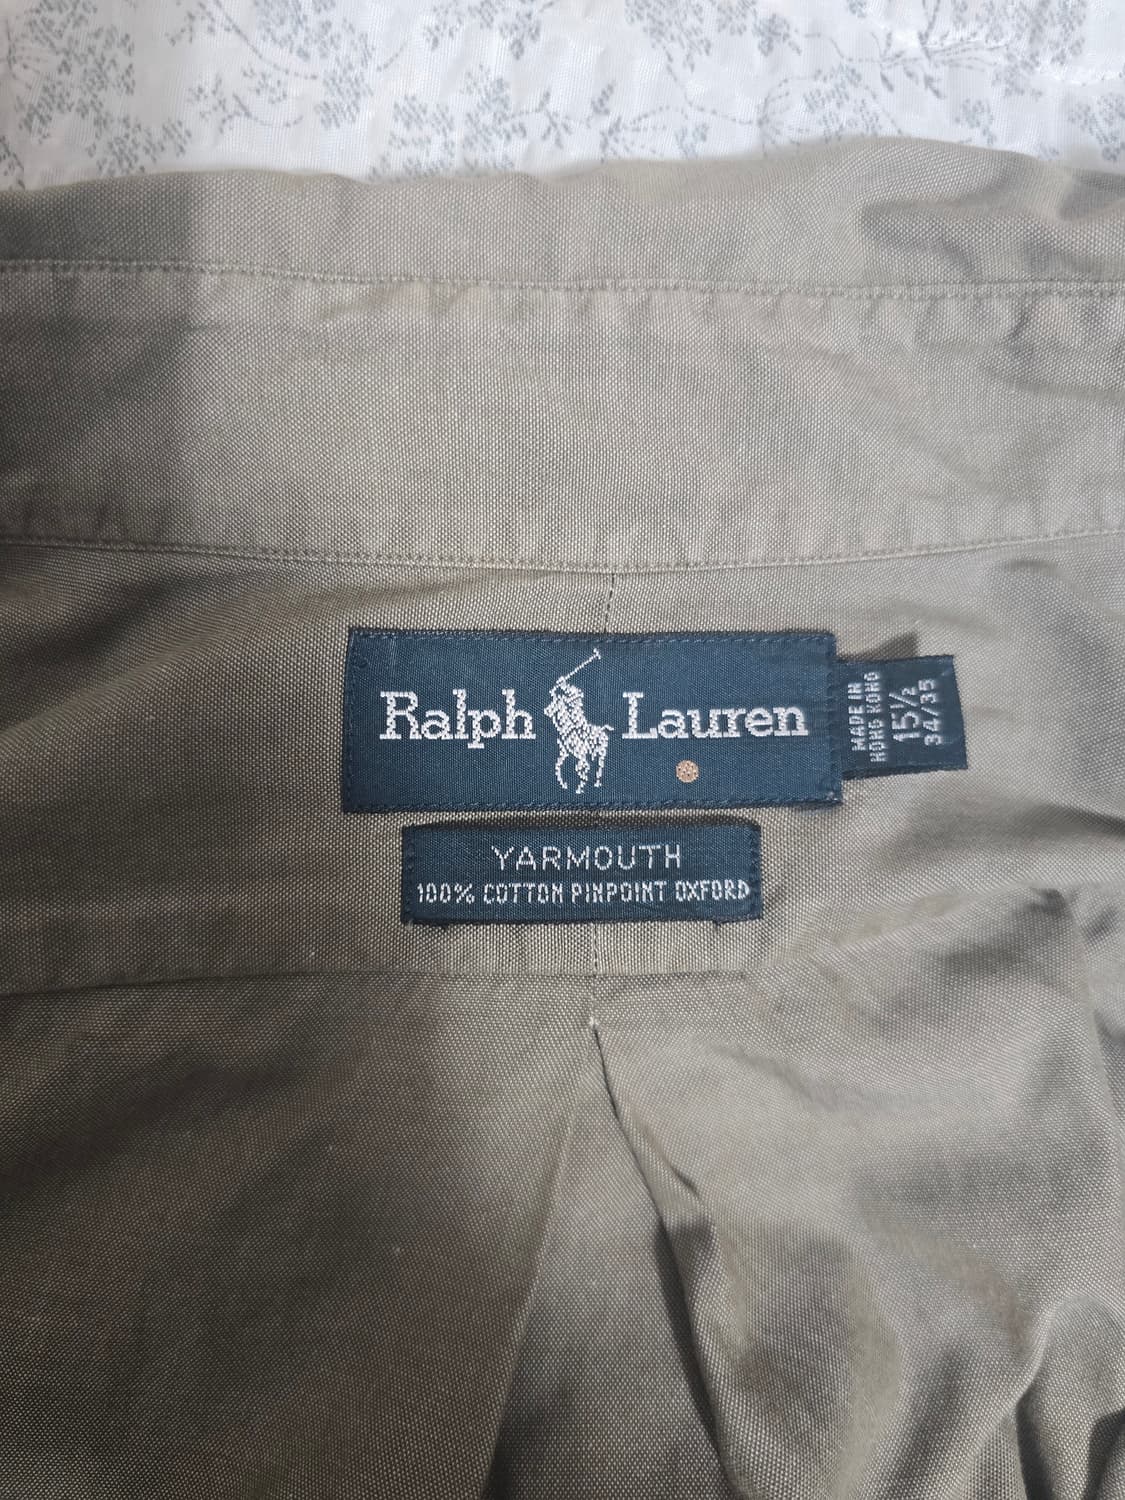 Ralph Lauren
MADE IN
HONG KONG
15½
34/35
YARMOUTH
100% COTTON PINPOINT OXFORD